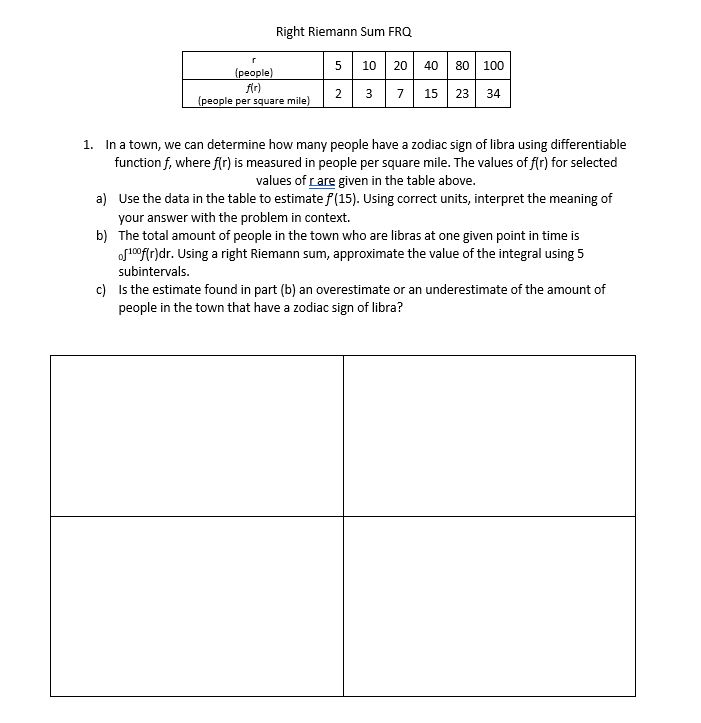 Right Riemann Sum FRQ
r 5 10 20 40 80 100
(people)
f(r) 2 3 7 15 23 34
(people per square mile)
1. In a town, we can determine how many people have a zodiac sign of libra using differentiable
function f, where f(r) is measured in people per square mile. The values of f(r) for selected
values of r are given in the table above.
a) Use the data in the table to estimate f'(15). Using correct units, interpret the meaning of
your answer with the problem in context.
b) The total amount of people in the town who are libras at one given point in time is
₀∫¹⁰⁰f(r)dr. Using a right Riemann sum, approximate the value of the integral using 5
subintervals.
c) Is the estimate found in part (b) an overestimate or an underestimate of the amount of
people in the town that have a zodiac sign of libra?